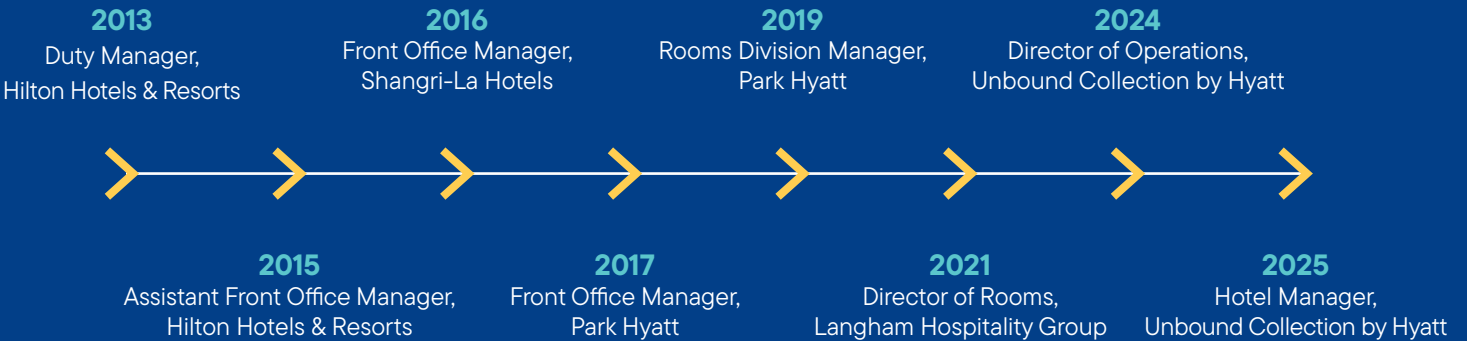 2013
Duty Manager,
Hilton Hotels & Resorts
2016
Front Office Manager,
Shangri-La Hotels
2019
Rooms Division Manager,
Park Hyatt
2024
Director of Operations,
Unbound Collection by Hyatt
2015
Assistant Front Office Manager,
Hilton Hotels & Resorts
2017
Front Office Manager,
Park Hyatt
2021
Director of Rooms,
Langham Hospitality Group
2025
Hotel Manager,
Unbound Collection by Hyatt